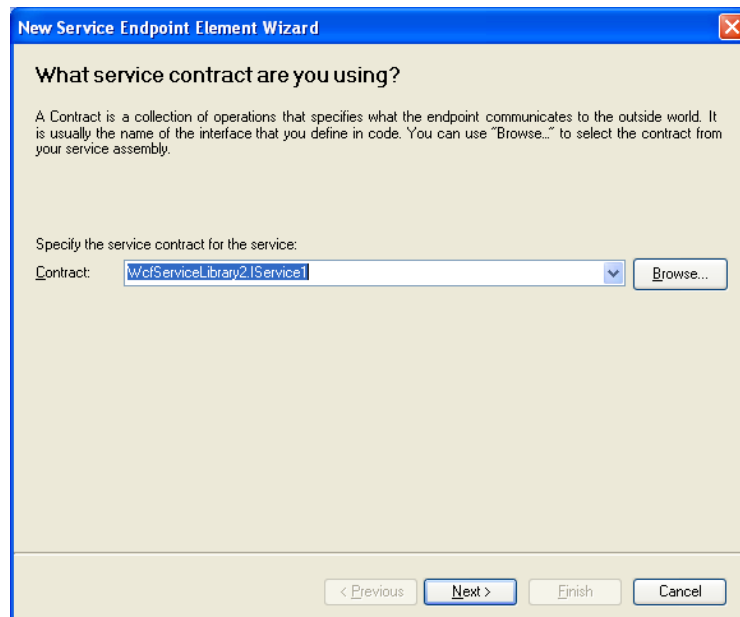 New Service Endpoint Element Wizard
What service contract are you using?
A Contract is a collection of operations that specifies what the endpoint communicates to the outside world. It
is usually the name of the interface that you define in code. You can use "Browse..." to select the contract from
your service assembly.
Specify the service contract for the service:
Contract: WcfServiceLibrary2.IService1 Browse...
< Previous Next > Finish Cancel